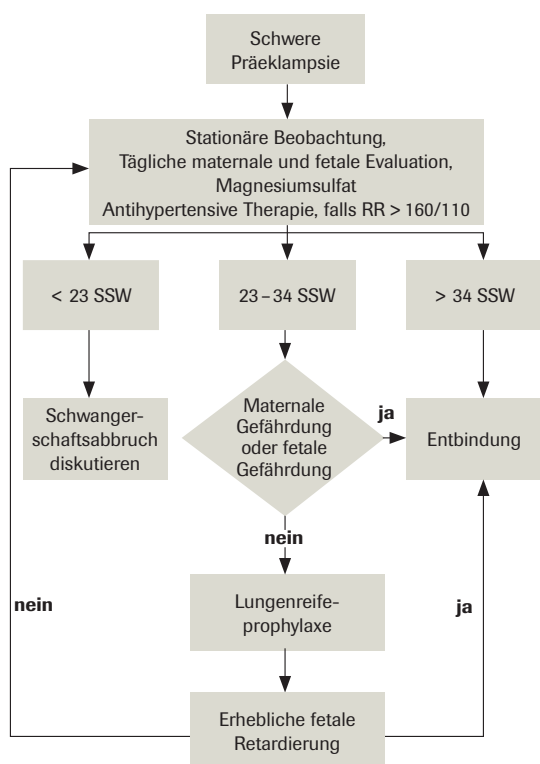 Schwere
Präeklampsie
Stationäre Beobachtung,
Tägliche maternale und fetale Evaluation,
Magnesiumsulfat
Antihypertensive Therapie, falls RR > 160/110
< 23 SSW
23 – 34 SSW
> 34 SSW
Schwanger-
schaftsabbruch
diskutieren
Maternale
Gefährdung
oder fetale
Gefährdung
ja
Entbindung
nein
Lungenreife-
prophylaxe
nein
ja
Erhebliche fetale
Retardierung